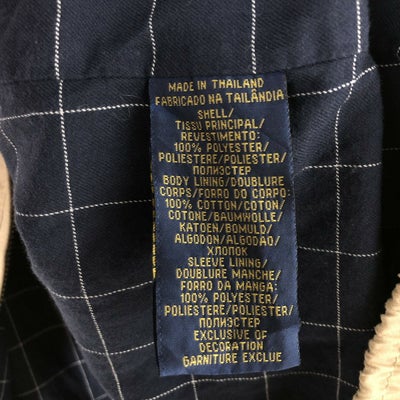 MADE IN THAILAND
FABRICADO NA TAILÂNDIA
SHELL/
TISSU PRINCIPAL/
REVESTIMENTO:
100% POLYESTER/
POLIESTERE/POLIESTER/
ПОЛИЭСТЕР
BODY LINING/DOUBLURE
CORPS/FORRO DO CORPO:
100% COTTON/COTON/
COTONE/BAUMWOLLE/
KATOEN/BOMULD/
ALGODON/ALGODAO/
ХЛОПОК
SLEEVE LINING/
DOUBLURE MANCHE/
FORRO DA MANGA:
100% POLYESTER/
POLIESTERE/POLIESTER/
ПОЛИЭСТЕР
EXCLUSIVE OF
DECORATION
GARNITURE EXCLUE